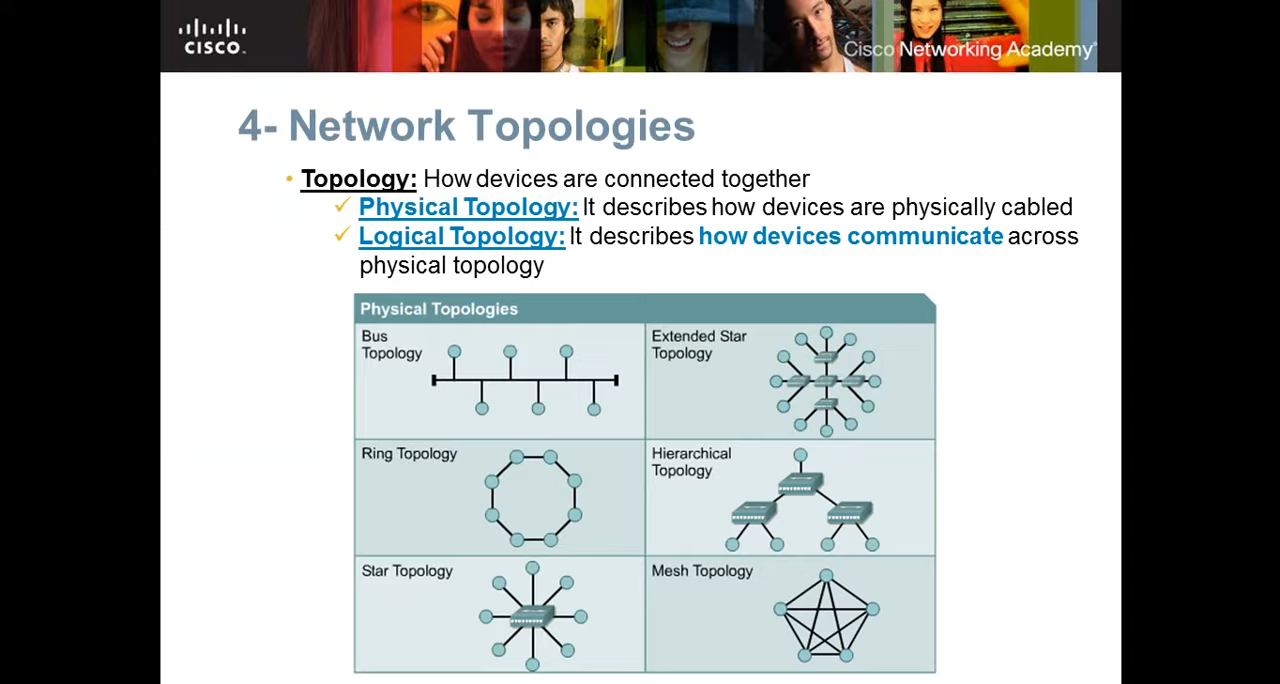 CISCO
Cisco Networking Academy
4- Network Topologies
• Topology: How devices are connected together
✓ Physical Topology: It describes how devices are physically cabled
✓ Logical Topology: It describes how devices communicate across
physical topology
Physical Topologies
Bus
Topology
Extended Star
Topology
Ring Topology
Hierarchical
Topology
Star Topology
Mesh Topology